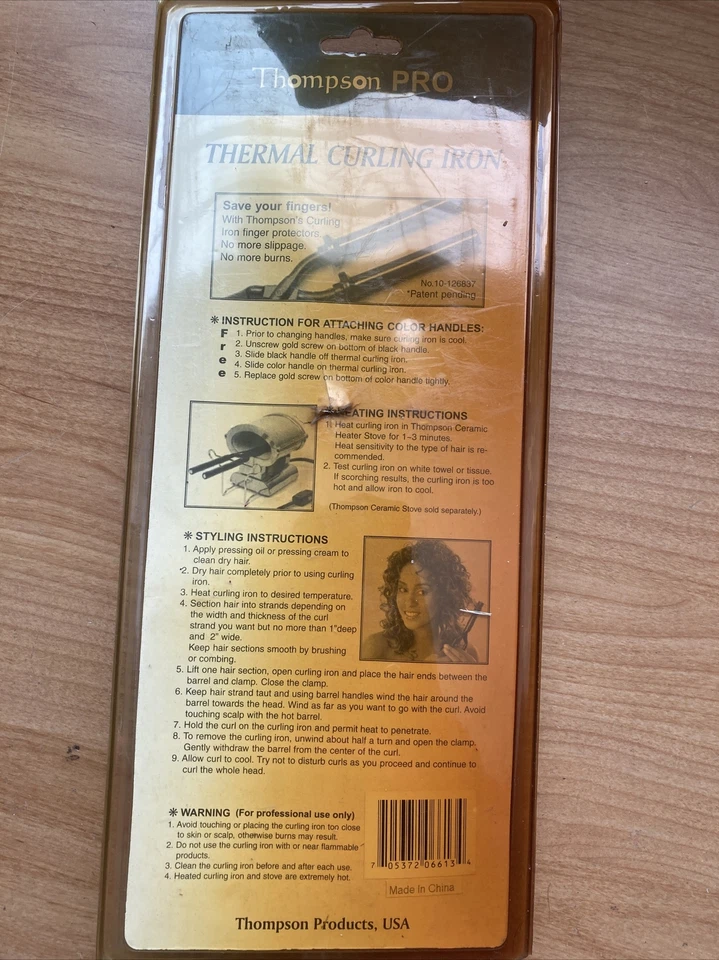 Thompson PRO
THERMAL CURLING IRON
Save your fingers!
With Thompson's Curling
Iron finger protectors.
No more slippage.
No more burns.
No.10-126837
*Patent pending
* INSTRUCTION FOR ATTACHING COLOR HANDLES:
Free
1. Prior to changing handles, make sure curling iron is cool.
2. Unscrew gold screw on bottom of black handle.
3. Slide black handle off thermal curling iron.
4. Slide color handle on thermal curling iron.
5. Replace gold screw on bottom of color handle tightly.
EATING INSTRUCTIONS
1. Heat curling iron in Thompson Ceramic
Heater Stove for 1–3 minutes.
Heat sensitivity to the type of hair is re-
commended.
2. Test curling iron on white towel or tissue.
If scorching results, the curling iron is too
hot and allow iron to cool.
(Thompson Ceramic Stove sold separately.)
* STYLING INSTRUCTIONS
1. Apply pressing oil or pressing cream to
clean dry hair.
2. Dry hair completely prior to using curling
iron.
3. Heat curling iron to desired temperature.
4. Section hair into strands depending on
the width and thickness of the curl
strand you want but no more than 1"deep
and 2" wide.
Keep hair sections smooth by brushing
or combing.
5. Lift one hair section, open curling iron and place the hair ends between the
barrel and clamp. Close the clamp.
6. Keep hair strand taut and using barrel handles wind the hair around the
barrel towards the head. Wind as far as you want to go with the curl. Avoid
touching scalp with the hot barrel.
7. Hold the curl on the curling iron and permit heat to penetrate.
8. To remove the curling iron, unwind about half a turn and open the clamp.
Gently withdraw the barrel from the center of the curl.
9. Allow curl to cool. Try not to disturb curls as you proceed and continue to
curl the whole head.
* WARNING (For professional use only)
1. Avoid touching or placing the curling iron too close
to skin or scalp, otherwise burns may result.
2. Do not use the curling iron with or near flammable
products.
3. Clean the curling iron before and after each use.
4. Heated curling iron and stove are extremely hot.
7 05372 06613 4
Made In China
Thompson Products, USA